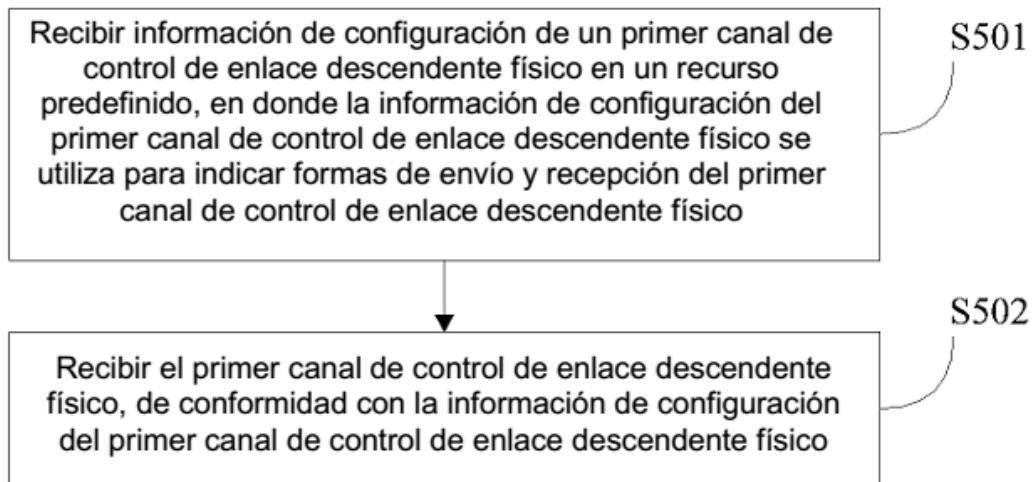 Recibir información de configuración de un primer canal de
control de enlace descendente físico en un recurso
predefinido, en donde la información de configuración del
primer canal de control de enlace descendente físico se
utiliza para indicar formas de envío y recepción del primer
canal de control de enlace descendente físico
S501
Recibir el primer canal de control de enlace descendente
físico, de conformidad con la información de configuración
del primer canal de control de enlace descendente físico
S502